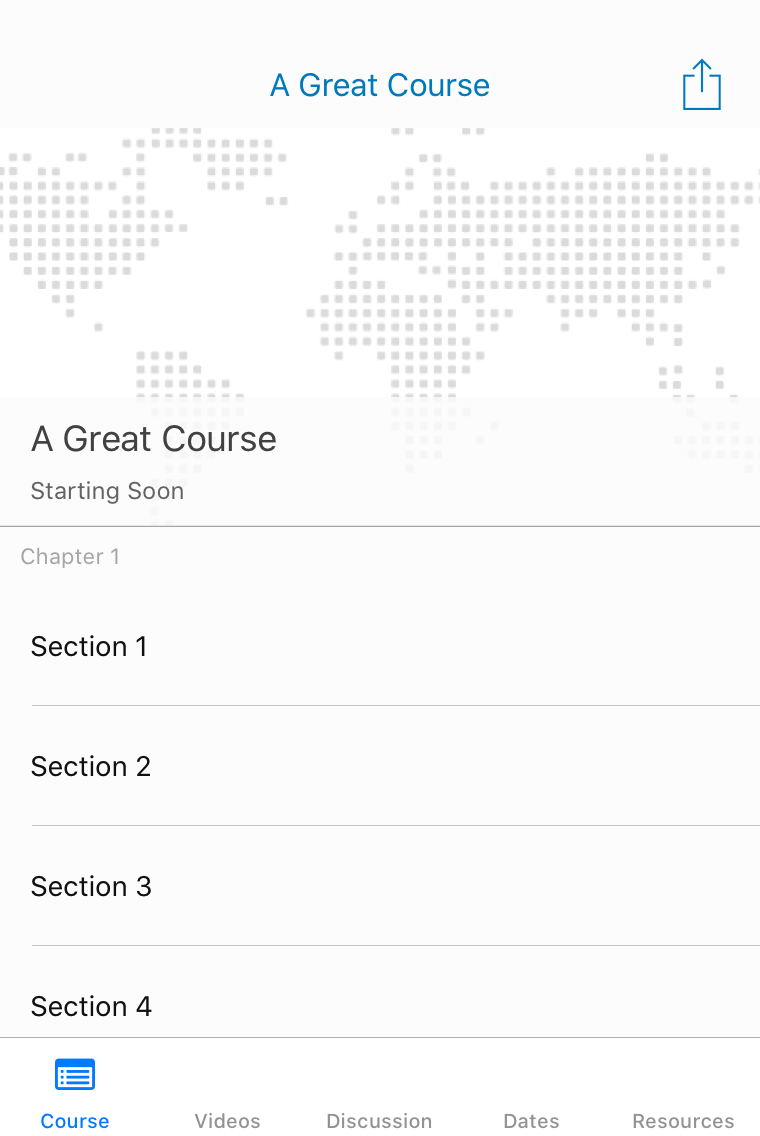 A Great Course
A Great Course
Starting Soon
Chapter 1
Section 1
Section 2
Section 3
Section 4
Course Videos Discussion Dates Resources